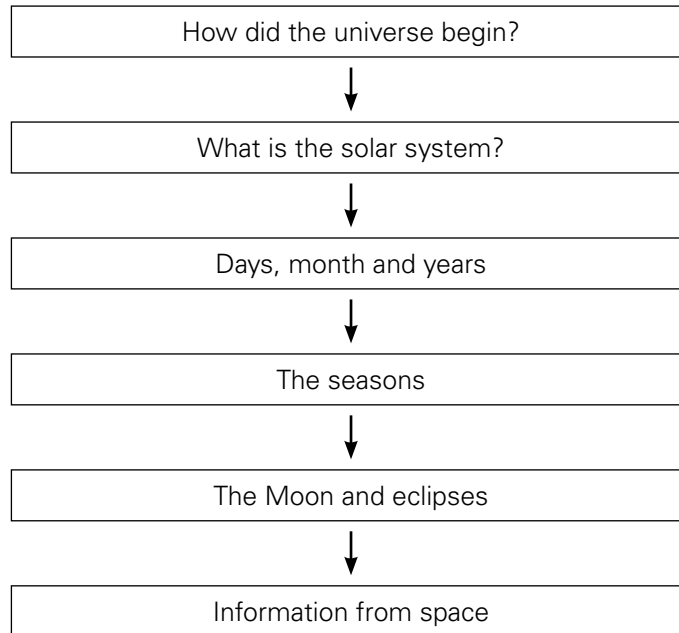 How did the universe begin?
What is the solar system?
Days, month and years
The seasons
The Moon and eclipses
Information from space